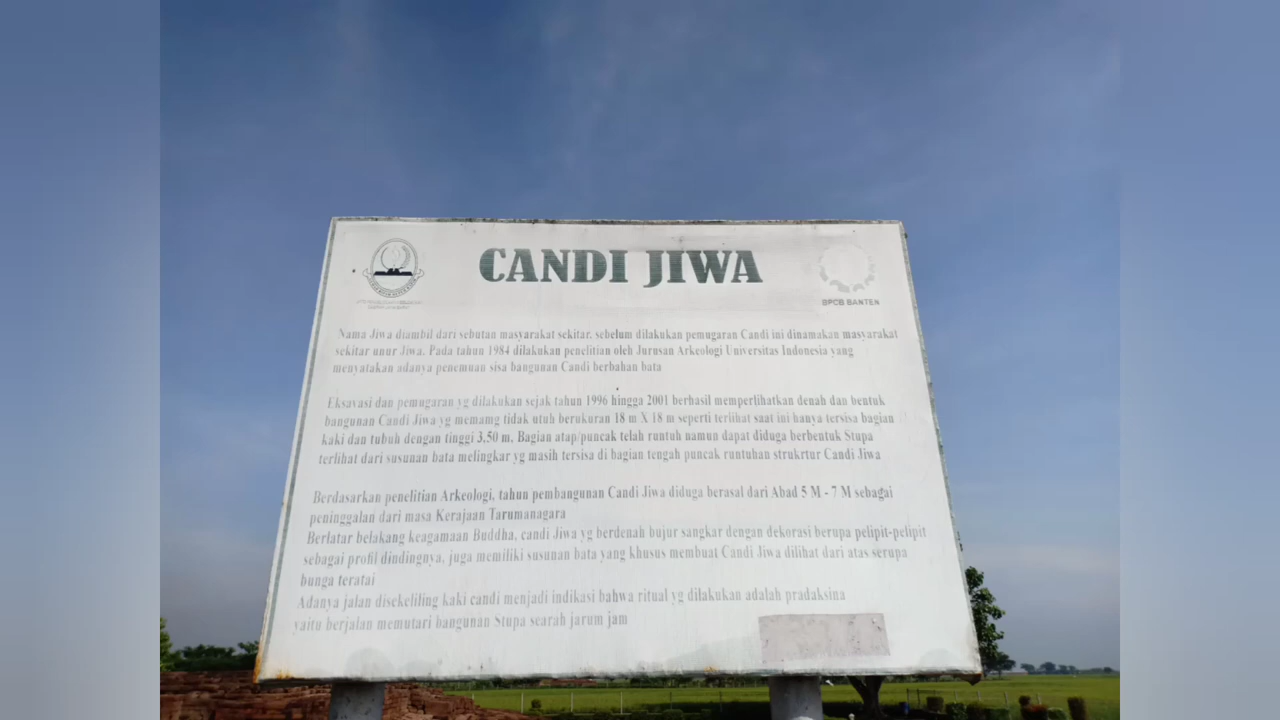 CANDI JIWA
BPCB BANTEN
Nama Jiwa diambil dari sebutan masyarakat sekitar, sebelum dilakukan pemugaran Candi ini dinamakan masyarakat
sekitar unur Jiwa. Pada tahun 1984 dilakukan penelitian oleh Jurusan Arkeologi Universitas Indonesia yang
menyatakan adanya penemuan sisa bangunan Candi berbahan bata
Eksavasi dan pemugaran yg dilakukan sejak tahun 1996 hingga 2001 berhasil memperlihatkan denah dan bentuk
bangunan Candi Jiwa yg memamg tidak utuh berukuran 18 m X 18 m seperti terlihat saat ini hanya tersisa bagian
kaki dan tubuh dengan tinggi 3.50 m. Bagian atap/puncak telah runtuh namun dapat diduga berbentuk Stupa
terlihat dari susunan bata melingkar yg masih tersisa di bagian tengah puncak runtuhan strukrtur Candi Jiwa
Berdasarkan penelitian Arkeologi, tahun pembangunan Candi Jiwa diduga berasal dari Abad 5 M - 7 M sebagai
peninggalan dari masa Kerajaan Tarumanagara
Berlatar belakang keagamaan Buddha, candi Jiwa yg berdenah bujur sangkar dengan dekorasi berupa pelipit-pelipit
sebagai profil dindingnya, juga memiliki susunan bata yang khusus membuat Candi Jiwa dilihat dari atas serupa
bunga teratai
Adanya jalan disekeliling kaki candi menjadi indikasi bahwa ritual yg dilakukan adalah pradaksina
yaitu berjalan memutari bangunan Stupa searah jarum jam